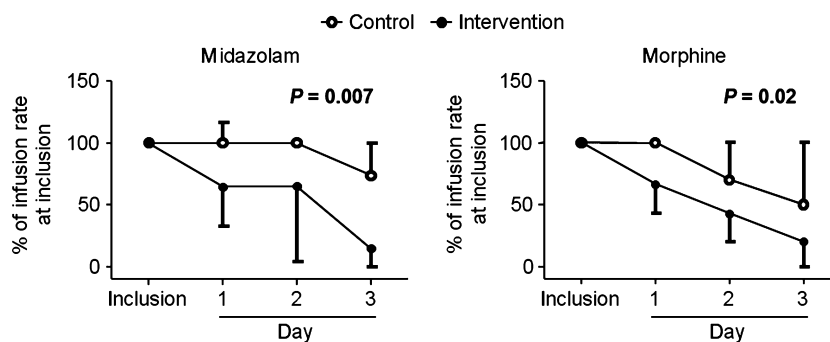 Control Intervention
Midazolam
P = 0.007
% of infusion rate
at inclusion
150
100
50
0
Inclusion 1 2 3
Day
Morphine
P = 0.02
% of infusion rate
at inclusion
150
100
50
0
Inclusion 1 2 3
Day